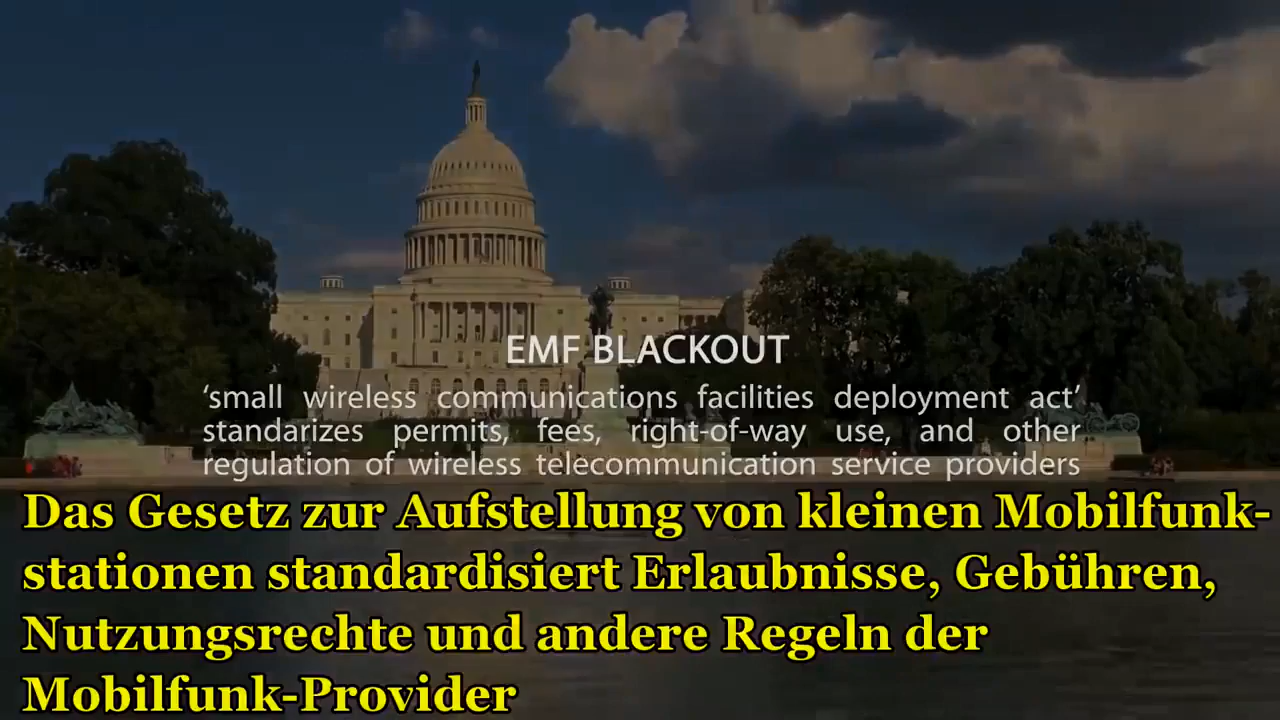 EMF BLACKOUT
‘small wireless communications facilities deployment act’
standarizes permits, fees, right-of-way use, and other
regulation of wireless telecommunication service providers
Das Gesetz zur Aufstellung von kleinen Mobilfunk-
stationen standardisiert Erlaubnisse, Gebühren,
Nutzungsrechte und andere Regeln der
Mobilfunk-Provider